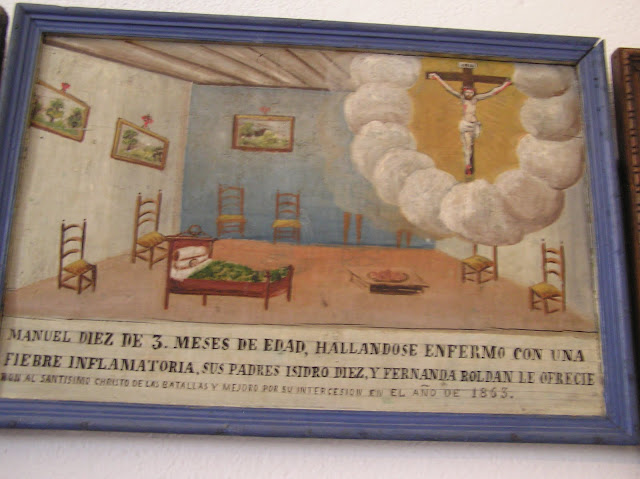 MANUEL DIEZ DE 3. MESES DE EDAD, HALLANDOSE ENFERMO CON UNA
FIEBRE INFLAMATORIA, SUS PADRES ISIDRO DIEZ, Y FERNANDA ROLDAN LE OFRECIE
RON AL SANTISIMO CHRISTO DE LAS BATALLAS Y MEJORO POR SU INTERCESION EN EL AÑO DE 1863.